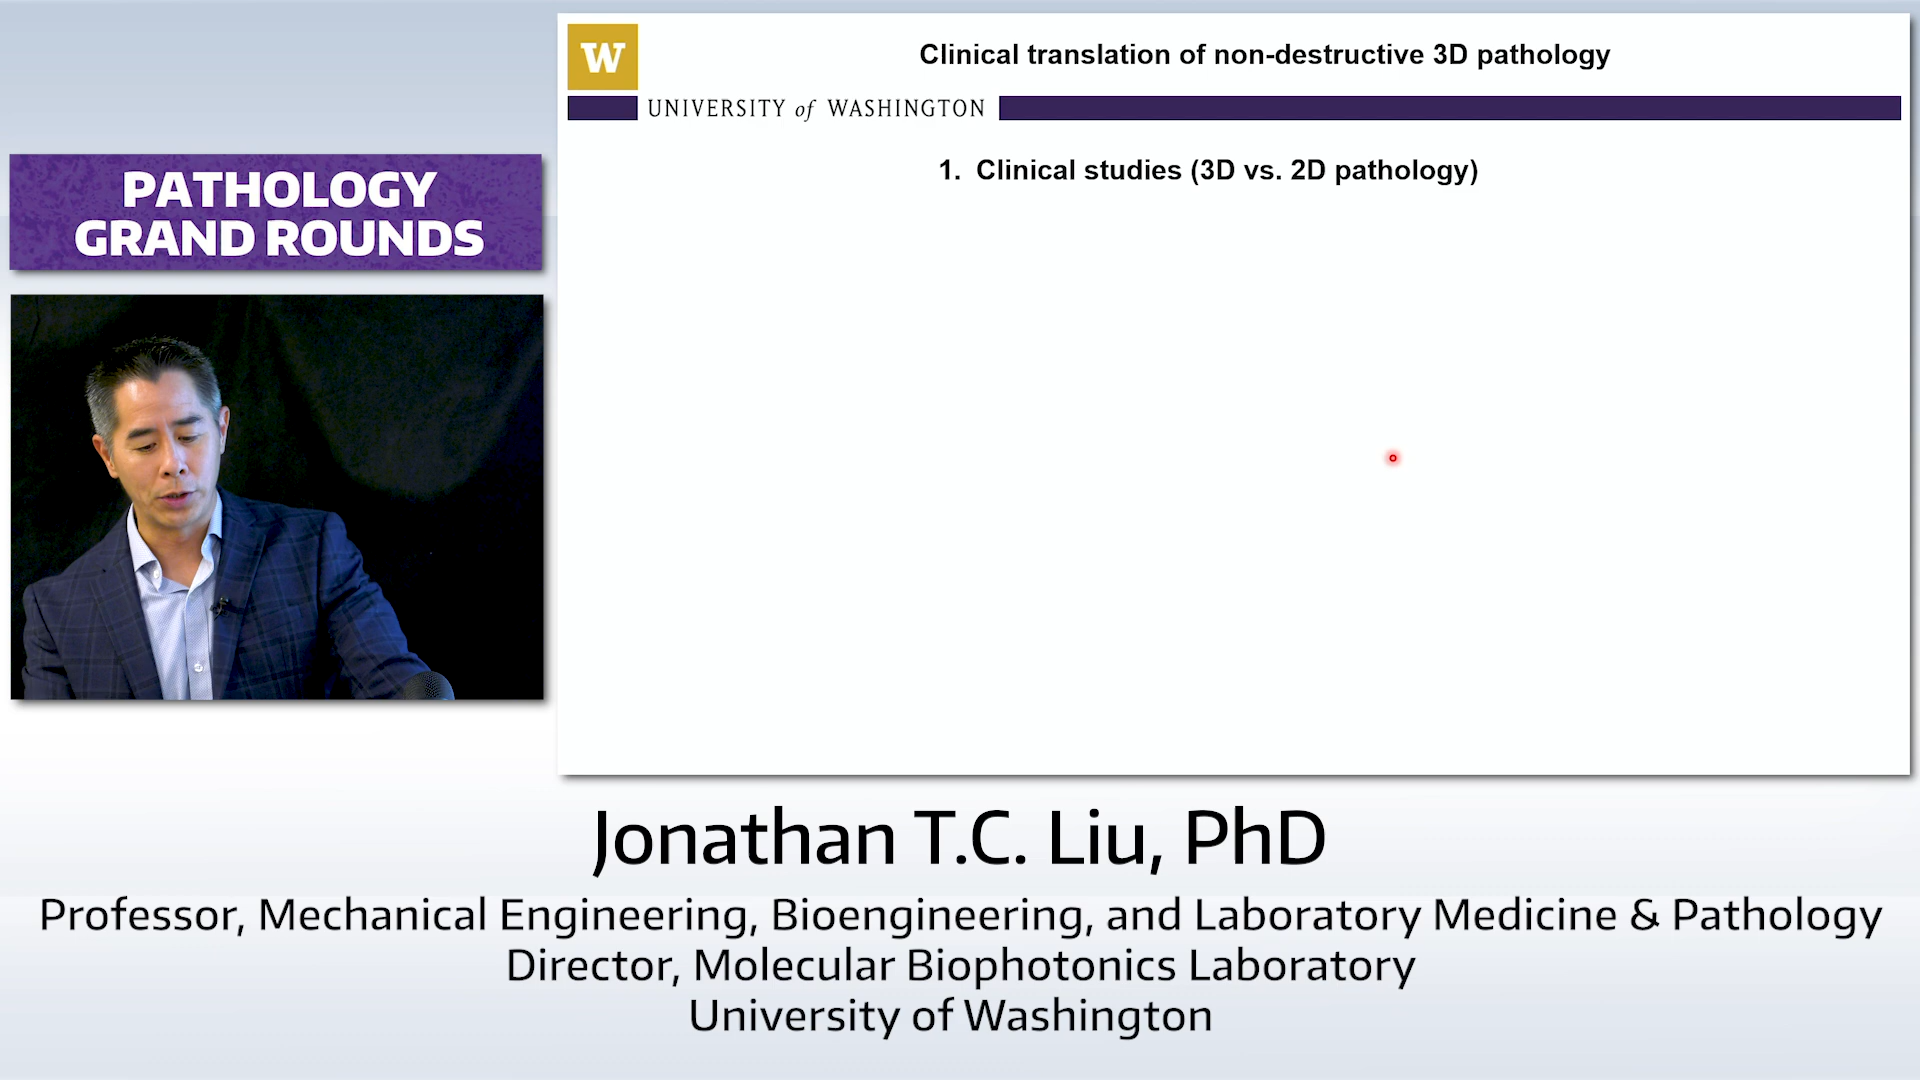 W
Clinical translation of non-destructive 3D pathology
UNIVERSITY of WASHINGTON
1. Clinical studies (3D vs. 2D pathology)
PATHOLOGY
GRAND ROUNDS
Jonathan T.C. Liu, PhD
Professor, Mechanical Engineering, Bioengineering, and Laboratory Medicine & Pathology
Director, Molecular Biophotonics Laboratory
University of Washington